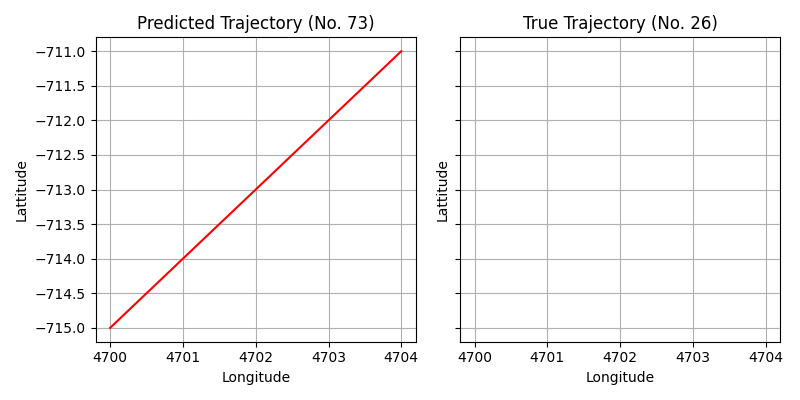 Predicted Trajectory (No. 73)
True Trajectory (No. 26)
−711.0
−711.5
−712.0
−712.5
−713.0
−713.5
−714.0
−714.5
−715.0
Lattitude
Lattitude
4700 4701 4702 4703 4704
4700 4701 4702 4703 4704
Longitude
Longitude